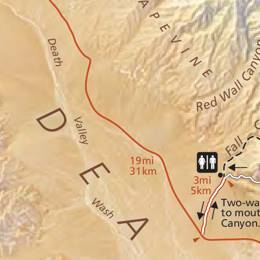 APEVINE
Red Wall Canyon
Death
Valley
Wash
DEA
19mi
31km
Fall
3mi
5km
Two-wa
to mout
Canyon.